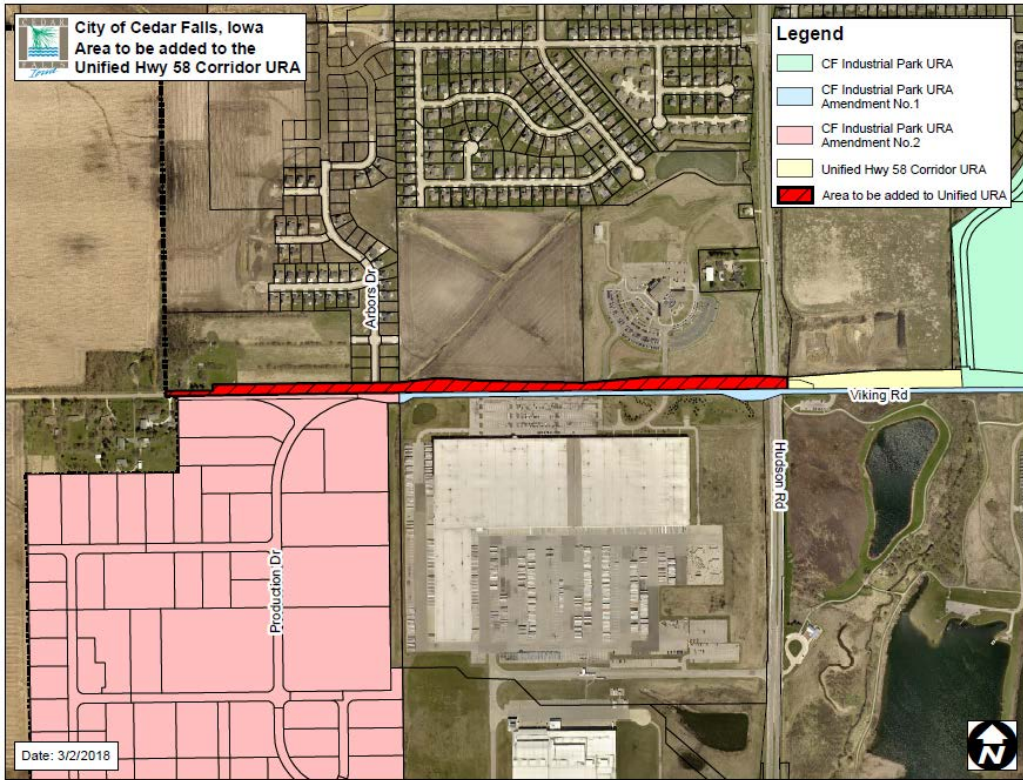 CEDAR
FALLS
Iowa
City of Cedar Falls, Iowa
Area to be added to the
Unified Hwy 58 Corridor URA
Legend
CF Industrial Park URA
CF Industrial Park URA
Amendment No.1
CF Industrial Park URA
Amendment No.2
Unified Hwy 58 Corridor URA
Area to be added to Unified URA
Arbors Dr
Viking Rd
Hudson Rd
Production Dr
Date: 3/2/2018
N